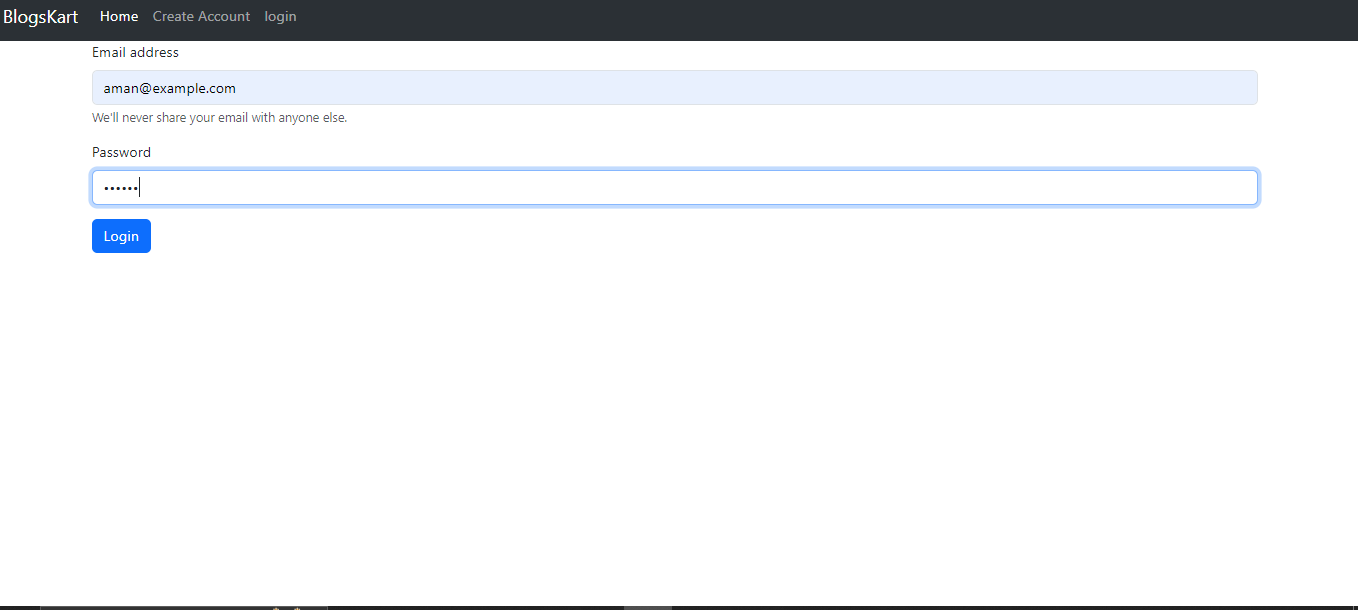 BlogsKart Home Create Account login
Email address
aman@example.com
We'll never share your email with anyone else.
Password
••••••
Login